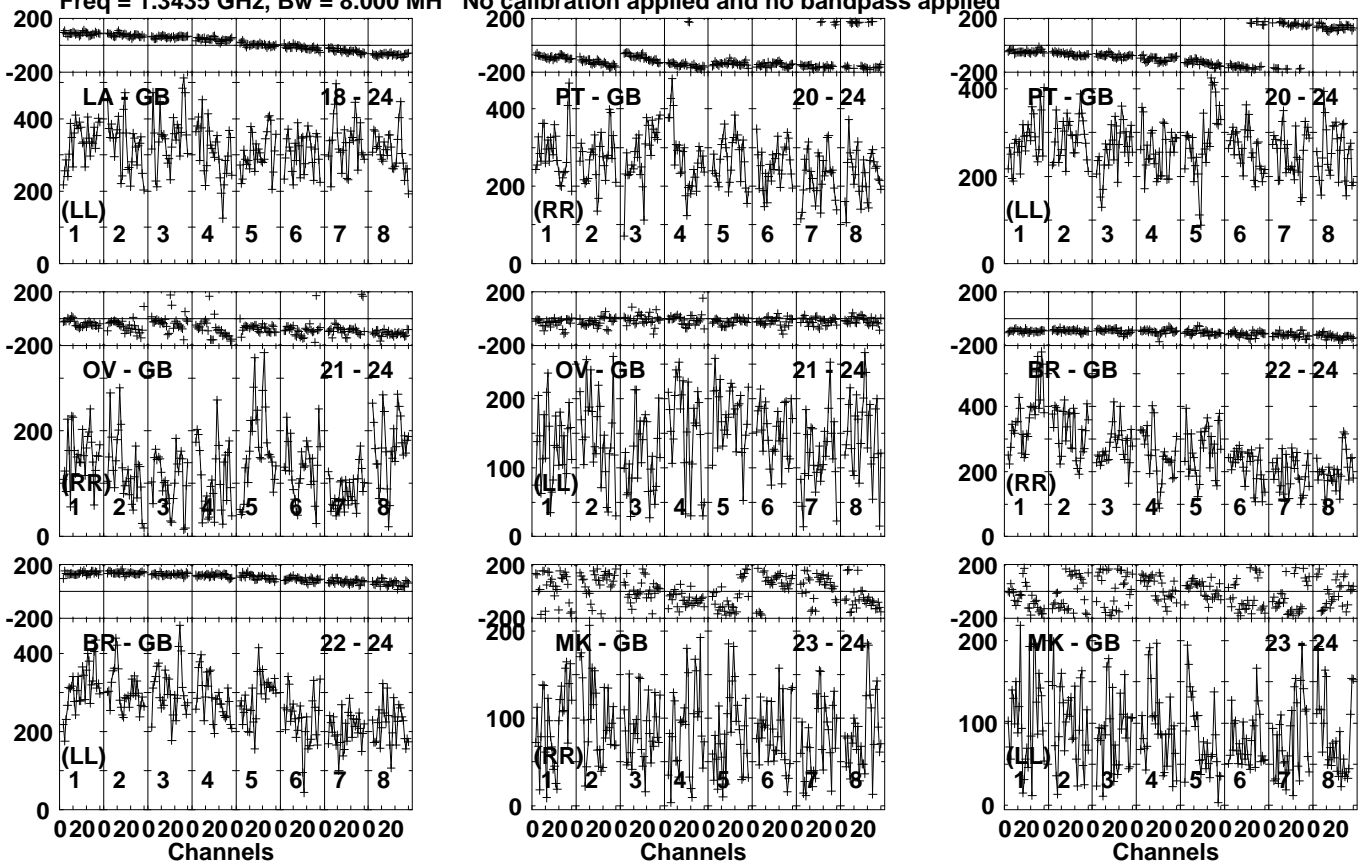 Freq = 1.3435 GHz, Bw = 8.000 MH No calibration applied and no bandpass applied
200
-200
LA - GB 18 - 24
400
200
0
(LL)
1 2 3 4 5 6 7 8
200
-200
PT - GB 20 - 24
400
200
0
(RR)
1 2 3 4 5 6 7 8
200
-200
PT - GB 20 - 24
400
200
0
(LL)
1 2 3 4 5 6 7 8
200
-200
OV - GB 21 - 24
200
0
(RR)
1 2 3 4 5 6 7 8
200
-200
OV - GB 21 - 24
200
100
0
(LL)
1 2 3 4 5 6 7 8
200
-200
BR - GB 22 - 24
400
200
0
(RR)
1 2 3 4 5 6 7 8
200
-200
BR - GB 22 - 24
400
200
0
(LL)
1 2 3 4 5 6 7 8
0 20 0 20 0 20 0 20 0 20 0 20 0 20 0 20
Channels
200
-200
MK - GB 23 - 24
200
100
0
(RR)
1 2 3 4 5 6 7 8
0 20 0 20 0 20 0 20 0 20 0 20 0 20 0 20
Channels
200
-200
MK - GB 23 - 24
200
100
0
(LL)
1 2 3 4 5 6 7 8
0 20 0 20 0 20 0 20 0 20 0 20 0 20 0 20
Channels